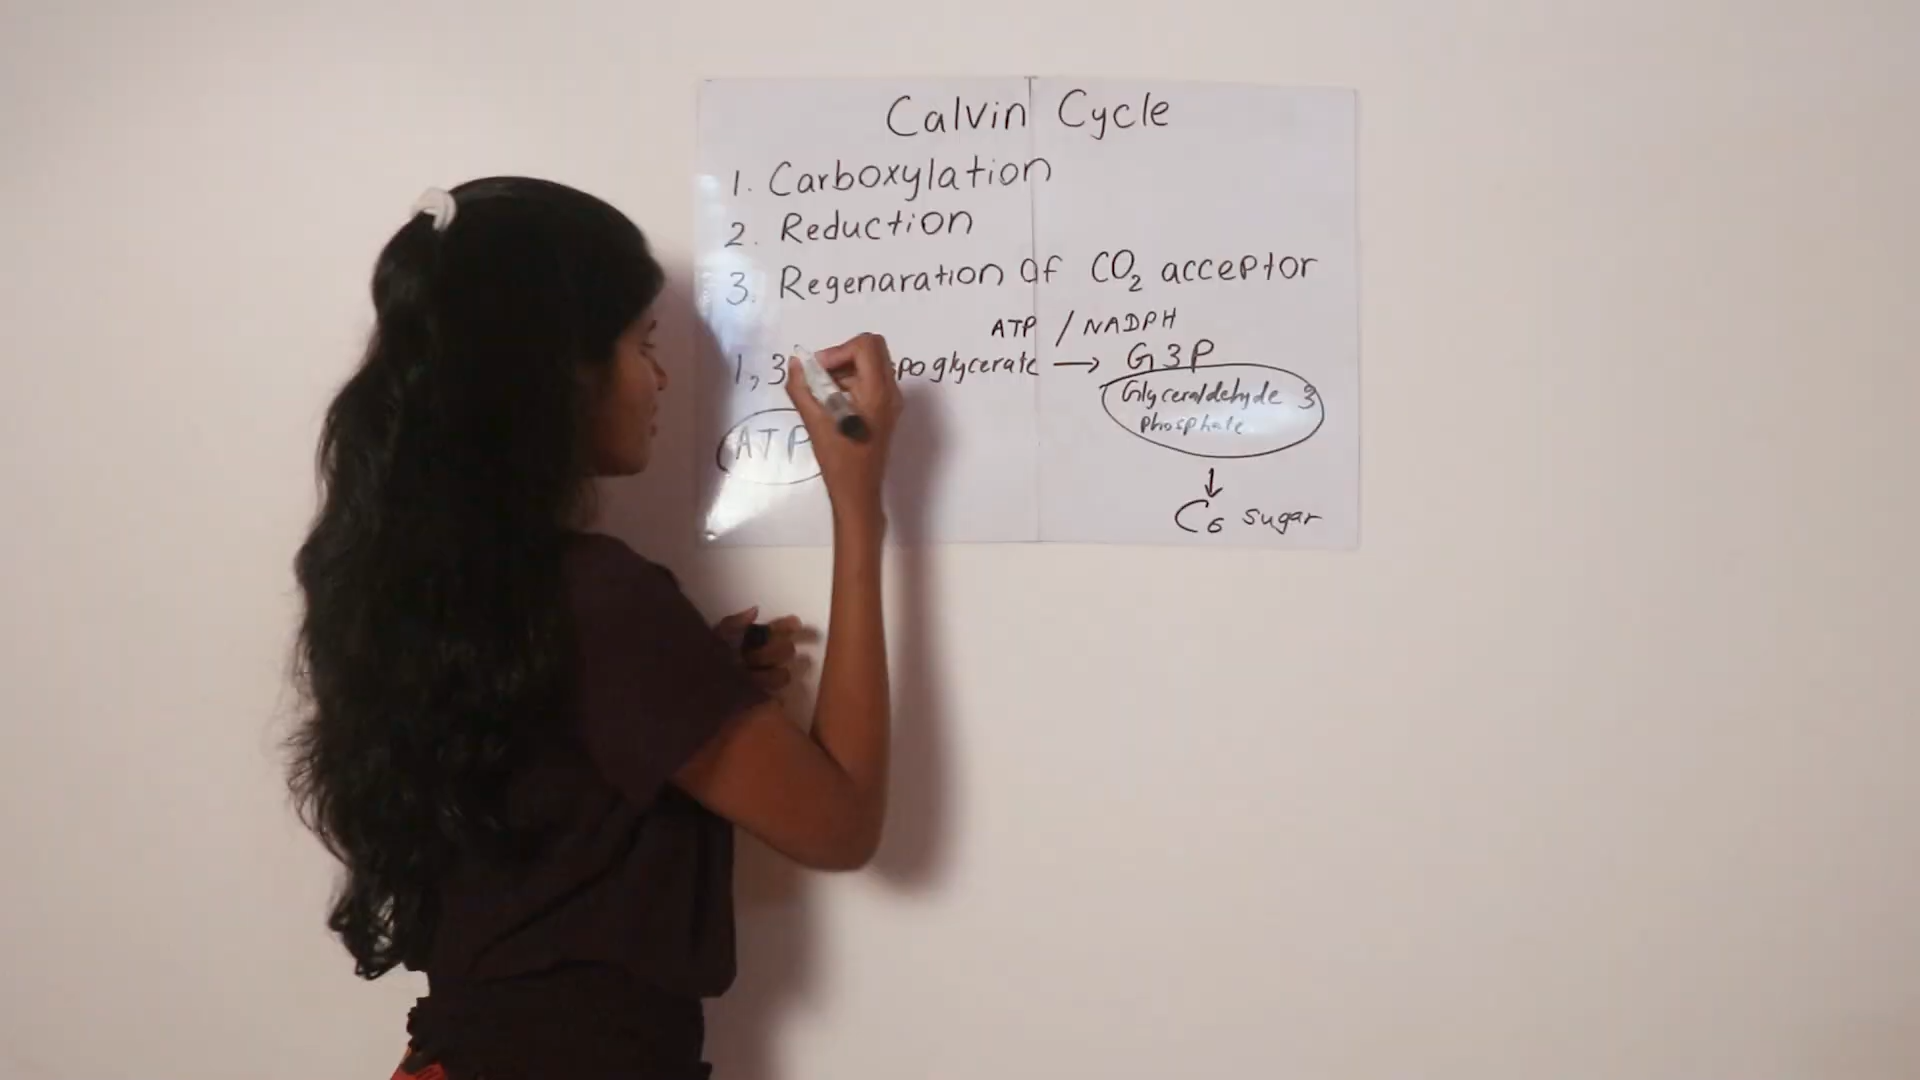 Calvin Cycle
1. Carboxylation
2. Reduction
3. Regenaration of CO₂ acceptor
ATP / NADPH
1,3 spoglycerate → G3P
Glyceraldehyde 3
phosphate
ATP
↓
C₆ sugar